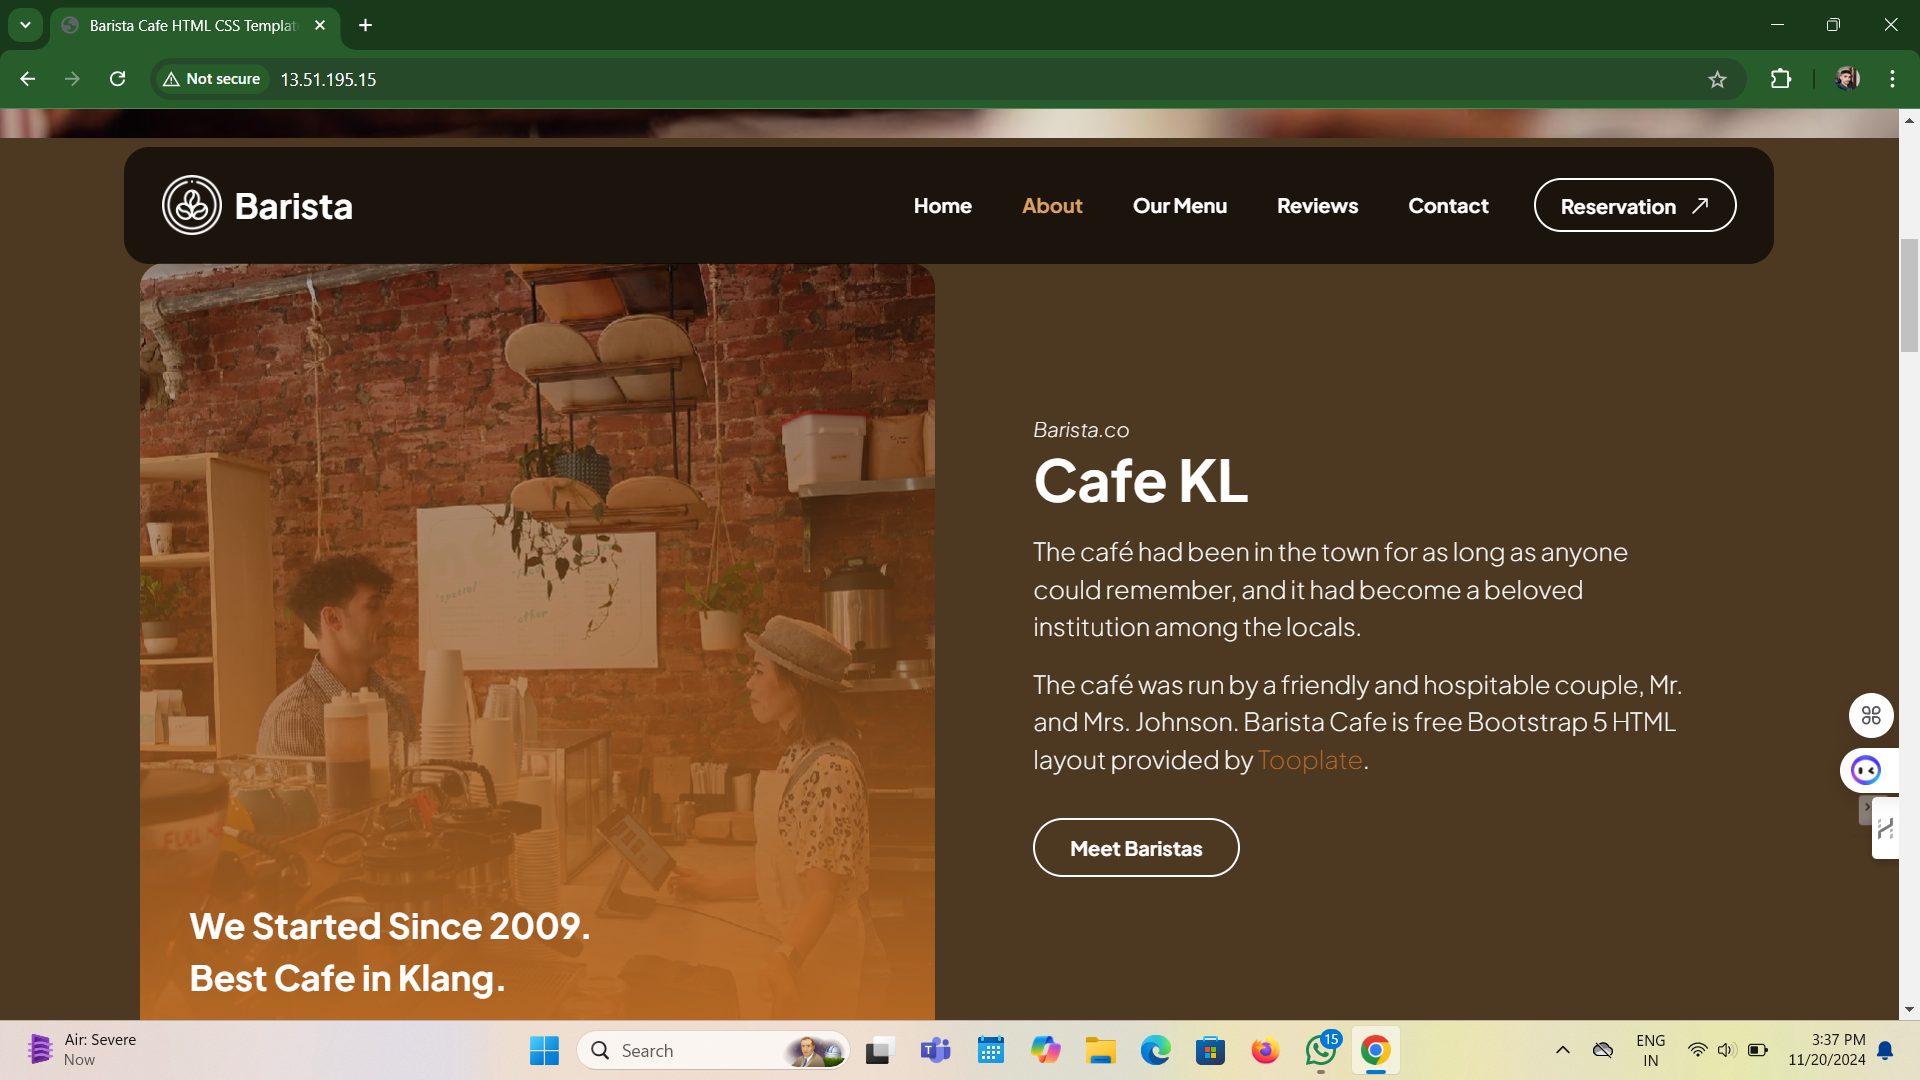 Barista Cafe HTML CSS Templat
Not secure
13.51.195.15
Barista
Home
About
Our Menu
Reviews
Contact
Reservation
Barista.co
Cafe KL
The café had been in the town for as long as anyone
could remember, and it had become a beloved
institution among the locals.
The café was run by a friendly and hospitable couple, Mr.
and Mrs. Johnson. Barista Cafe is free Bootstrap 5 HTML
layout provided by Tooplate.
Meet Baristas
"special
"other
We Started Since 2009.
Best Cafe in Klang.
Air: Severe
Now
Search
15
ENG
IN
3:37 PM
11/20/2024